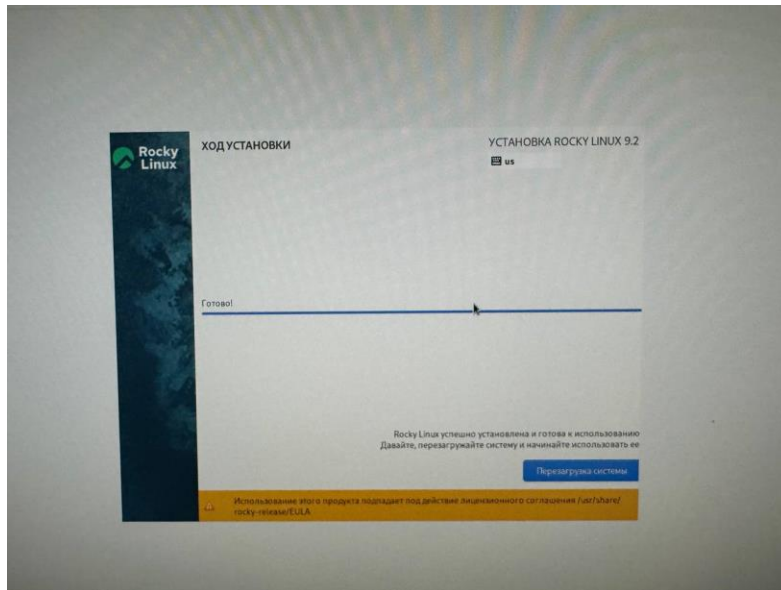 Rocky
Linux
ХОД УСТАНОВКИ
УСТАНОВКА ROCKY LINUX 9.2
us
Готово!
Rocky Linux успешно установлена и готова к использованию
Давайте, перезагружайте систему и начинайте использовать ее
Перезагрузка системы
Использование этого продукта подпадает под действие лицензионного соглашения /usr/share/
rocky-release/EULA